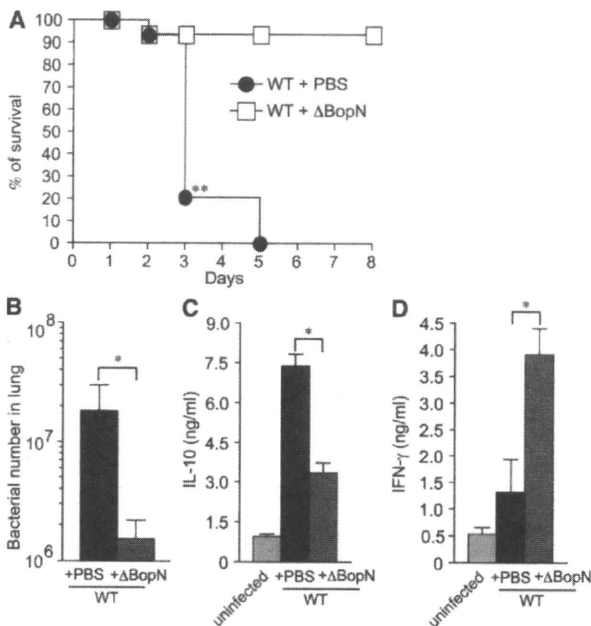 A
% of survival
100
90
80
70
60
50
40
30
20
10
0
WT + PBS
WT + ΔBopN
**
0 1 2 3 4 5 6 7 8
Days
B
Bacterial number in lung
10^8
10^7
10^6
*
+PBS +ΔBopN
WT
C
IL-10 (ng/ml)
9.0
7.5
6.0
4.5
3.0
1.5
0
*
uninfected +PBS +ΔBopN
WT
D
IFN-γ (ng/ml)
4.5
4.0
3.5
3.0
2.5
2.0
1.5
1.0
0.5
0
*
uninfected +PBS +ΔBopN
WT